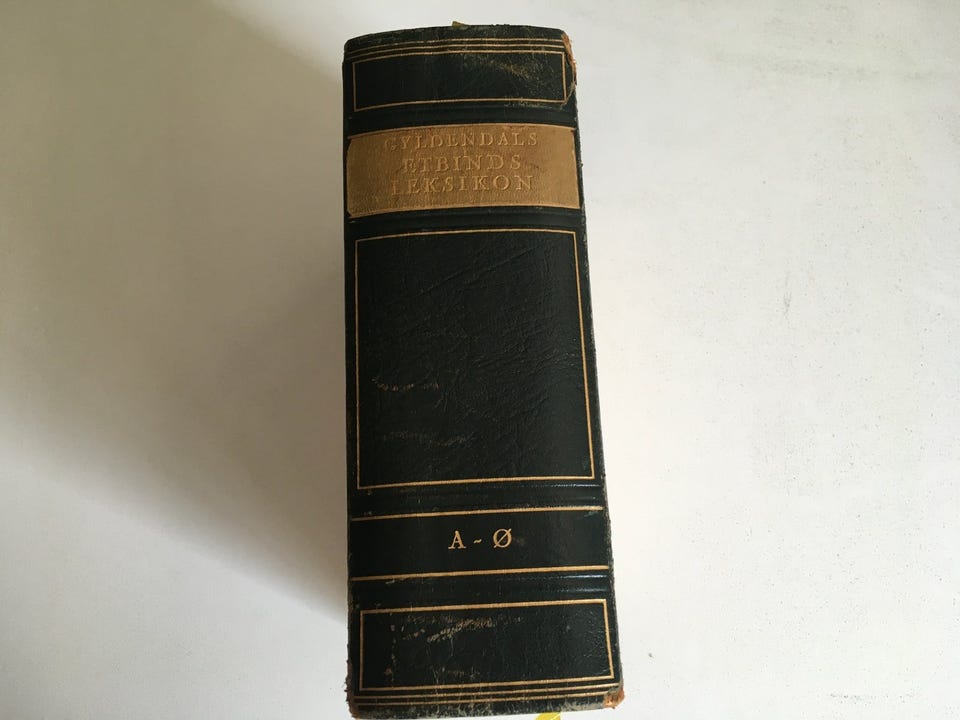 GYLDENDALS
ETBINDS
LEKSIKON
A - Ø